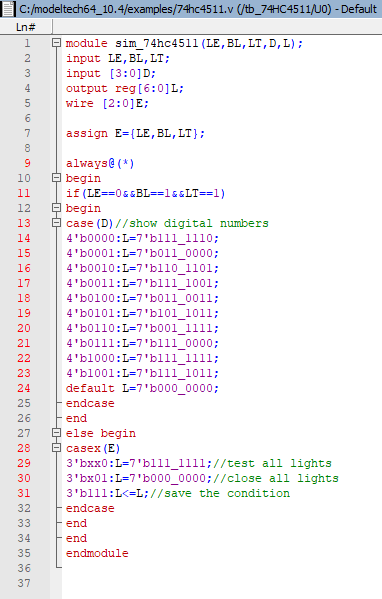 C:/modeltech64_10.4/examples/74hc4511.v (/tb_74HC4511/U0) - Default
Ln#
1 module sim_74hc4511(LE,BL,LT,D,L);
2 input LE,BL,LT;
3 input [3:0]D;
4 output reg[6:0]L;
5 wire [2:0]E;
6
7 assign E={LE,BL,LT};
8
9 always@(*)
10 begin
11 if(LE==0&&BL==1&&LT==1)
12 begin
13 case(D)//show digital numbers
14 4'b0000:L=7'b111_1110;
15 4'b0001:L=7'b011_0000;
16 4'b0010:L=7'b110_1101;
17 4'b0011:L=7'b111_1001;
18 4'b0100:L=7'b011_0011;
19 4'b0101:L=7'b101_1011;
20 4'b0110:L=7'b001_1111;
21 4'b0111:L=7'b111_0000;
22 4'b1000:L=7'b111_1111;
23 4'b1001:L=7'b111_1011;
24 default L=7'b000_0000;
25 endcase
26 end
27 else begin
28 casex(E)
29 3'bxx0:L=7'b111_1111;//test all lights
30 3'bx01:L=7'b000_0000;//close all lights
31 3'b111:L<=L;//save the condition
32 endcase
33 end
34 end
35 endmodule
36
37